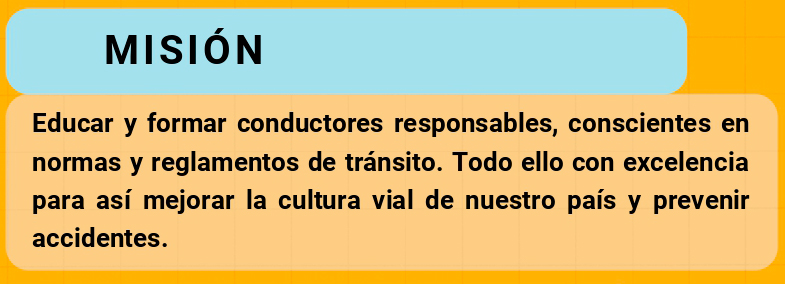 MISIÓN
Educar y formar conductores responsables, conscientes en
normas y reglamentos de tránsito. Todo ello con excelencia
para así mejorar la cultura vial de nuestro país y prevenir
accidentes.